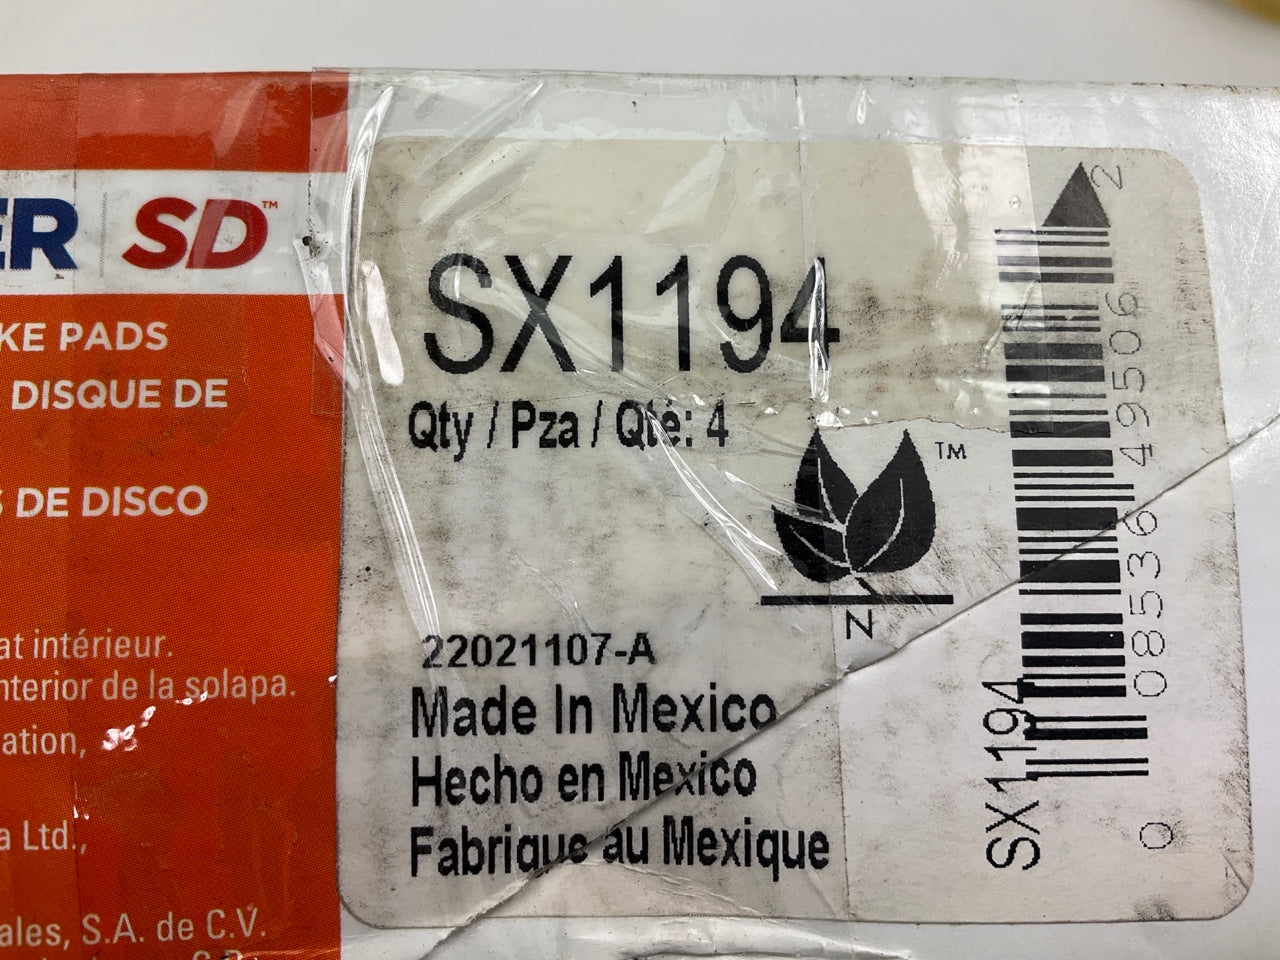 ER SD™
KE PADS
DISQUE DE
S DE DISCO
at intérieur.
nterior de la solapa.
ation,
a Ltd.,
ales, S.A. de C.V.
SX1194
Qty / Pza / Qté: 4
™
N
22021107-A
Made In Mexico
Hecho en Mexico
Fabrique au Mexique
SX1194
0 08536 49506 2